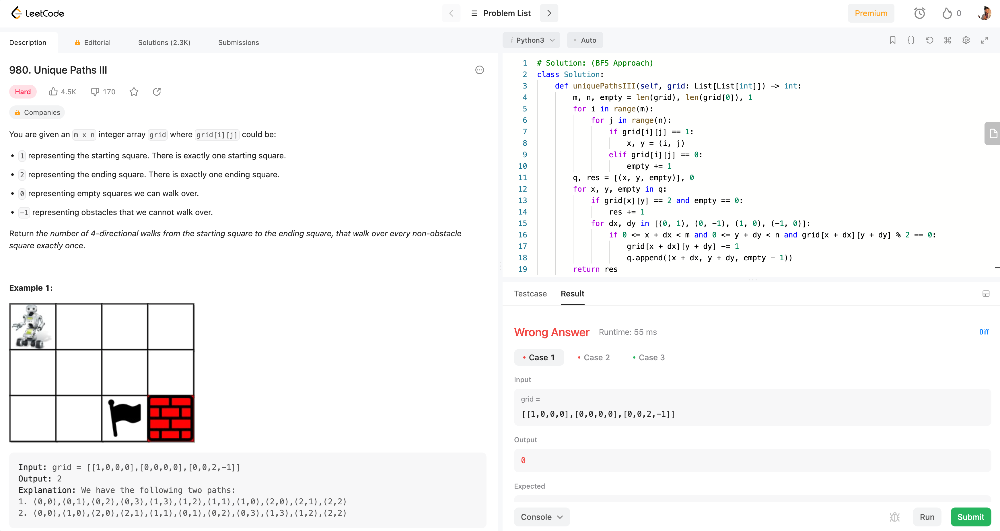 LeetCode
Problem List
Premium
0
Description
Editorial
Solutions (2.3K)
Submissions
980. Unique Paths III
Hard
4.5K
170
Companies
You are given an m x n integer array grid where grid[i][j] could be:
• 1 representing the starting square. There is exactly one starting square.
• 2 representing the ending square. There is exactly one ending square.
• 0 representing empty squares we can walk over.
• -1 representing obstacles that we cannot walk over.
Return the number of 4-directional walks from the starting square to the ending square, that walk over every non-obstacle
square exactly once.
Example 1:
Input: grid = [[1,0,0,0],[0,0,0,0],[0,0,2,-1]]
Output: 2
Explanation: We have the following two paths:
1. (0,0),(0,1),(0,2),(0,3),(1,3),(1,2),(1,1),(1,0),(2,0),(2,1),(2,2)
2. (0,0),(1,0),(2,0),(2,1),(1,1),(0,1),(0,2),(0,3),(1,3),(1,2),(2,2)
i Python3
• Auto
1 # Solution: (BFS Approach)
2 class Solution:
3     def uniquePathsIII(self, grid: List[List[int]]) -> int:
4         m, n, empty = len(grid), len(grid[0]), 1
5         for i in range(m):
6             for j in range(n):
7                 if grid[i][j] == 1:
8                     x, y = (i, j)
9                 elif grid[i][j] == 0:
10                     empty += 1
11         q, res = [(x, y, empty)], 0
12         for x, y, empty in q:
13             if grid[x][y] == 2 and empty == 0:
14                 res += 1
15             for dx, dy in [(0, 1), (0, -1), (1, 0), (-1, 0)]:
16                 if 0 <= x + dx < m and 0 <= y + dy < n and grid[x + dx][y + dy] % 2 == 0:
17                     grid[x + dx][y + dy] -= 1
18                     q.append((x + dx, y + dy, empty - 1))
19         return res
Testcase
Result
Wrong Answer
Runtime: 55 ms
Diff
• Case 1
• Case 2
• Case 3
Input
grid =
[[1,0,0,0],[0,0,0,0],[0,0,2,-1]]
Output
0
Expected
Console
Run
Submit